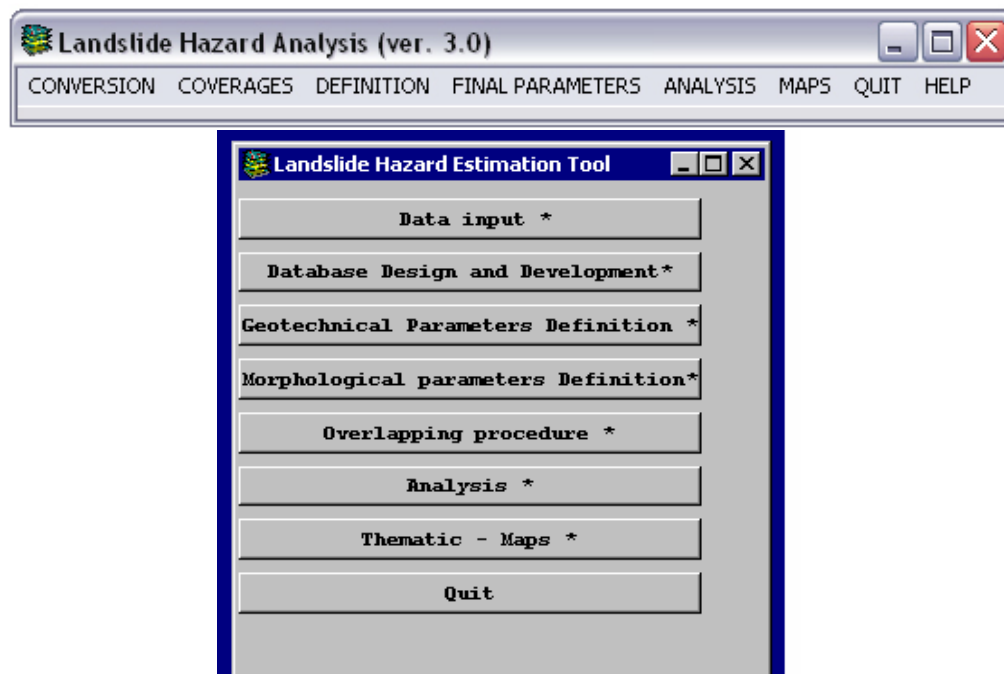 Landslide Hazard Analysis (ver. 3.0)
CONVERSION COVERAGES DEFINITION FINAL PARAMETERS ANALYSIS MAPS QUIT HELP
Landslide Hazard Estimation Tool
Data input *
Database Design and Development*
Geotechnical Parameters Definition *
Morphological parameters Definition*
Overlapping procedure *
Analysis *
Thematic - Maps *
Quit